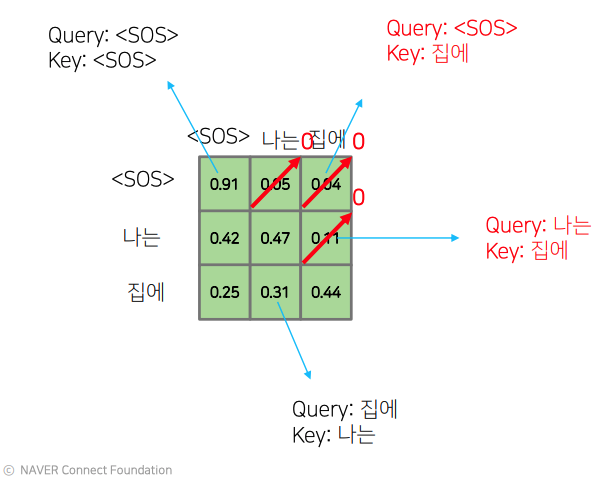 Query: <SOS>
Key: <SOS>
Query: <SOS>
Key: 집에
<SOS> 나는 집에
0 0
<SOS> 0.91 0.05 0.04
0
나는 0.42 0.47 0.11
집에 0.25 0.31 0.44
Query: 나는
Key: 집에
Query: 집에
Key: 나는
ⓒ NAVER Connect Foundation